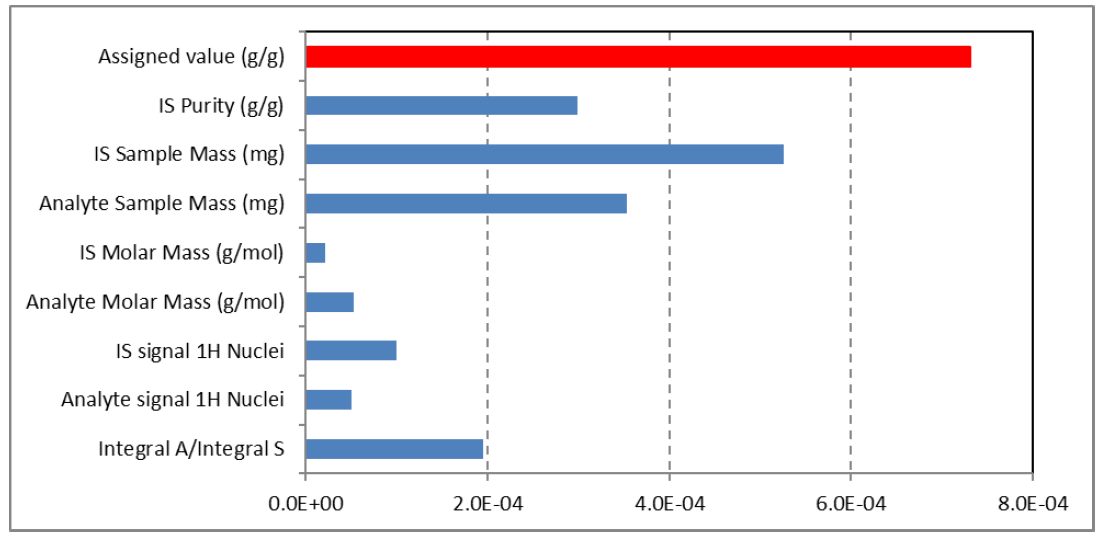 Assigned value (g/g)
IS Purity (g/g)
IS Sample Mass (mg)
Analyte Sample Mass (mg)
IS Molar Mass (g/mol)
Analyte Molar Mass (g/mol)
IS signal 1H Nuclei
Analyte signal 1H Nuclei
Integral A/Integral S
0.0E+00 2.0E-04 4.0E-04 6.0E-04 8.0E-04